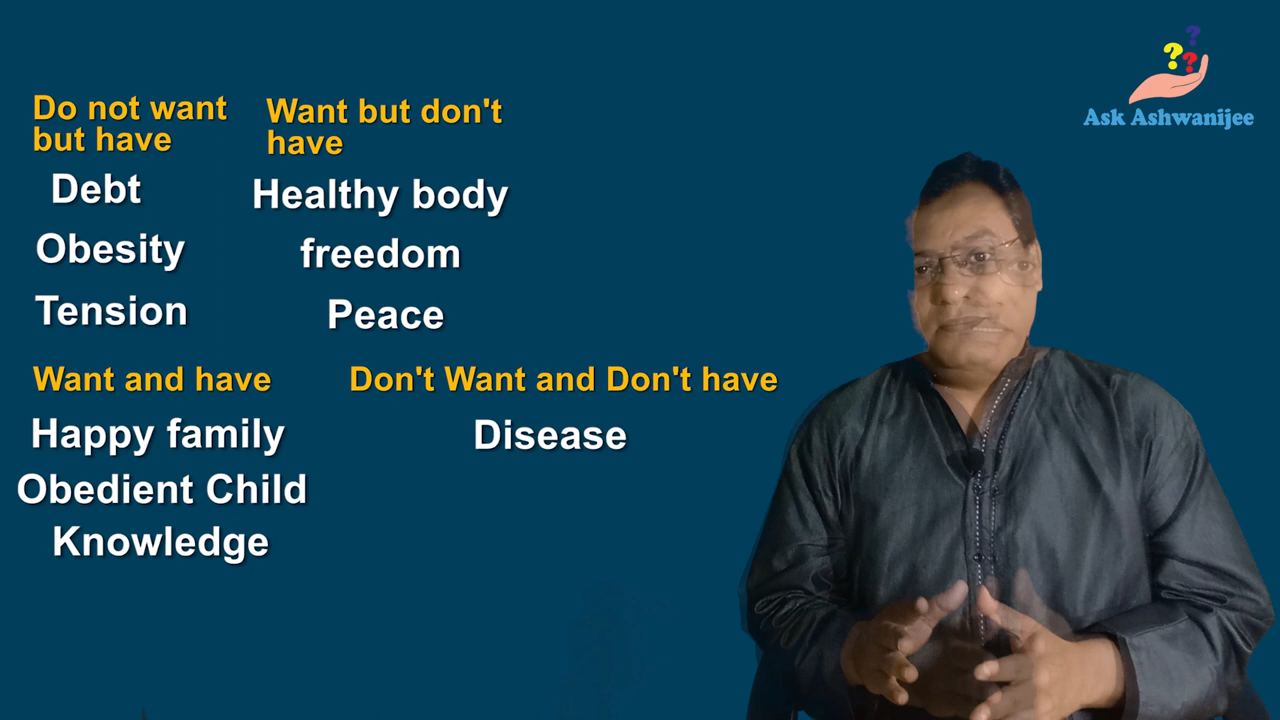 Do not want
but have
Want but don't
have
Debt
Healthy body
Obesity
freedom
Tension
Peace
Want and have
Don't Want and Don't have
Happy family
Disease
Obedient Child
Knowledge
? ? ?
Ask Ashwanijee